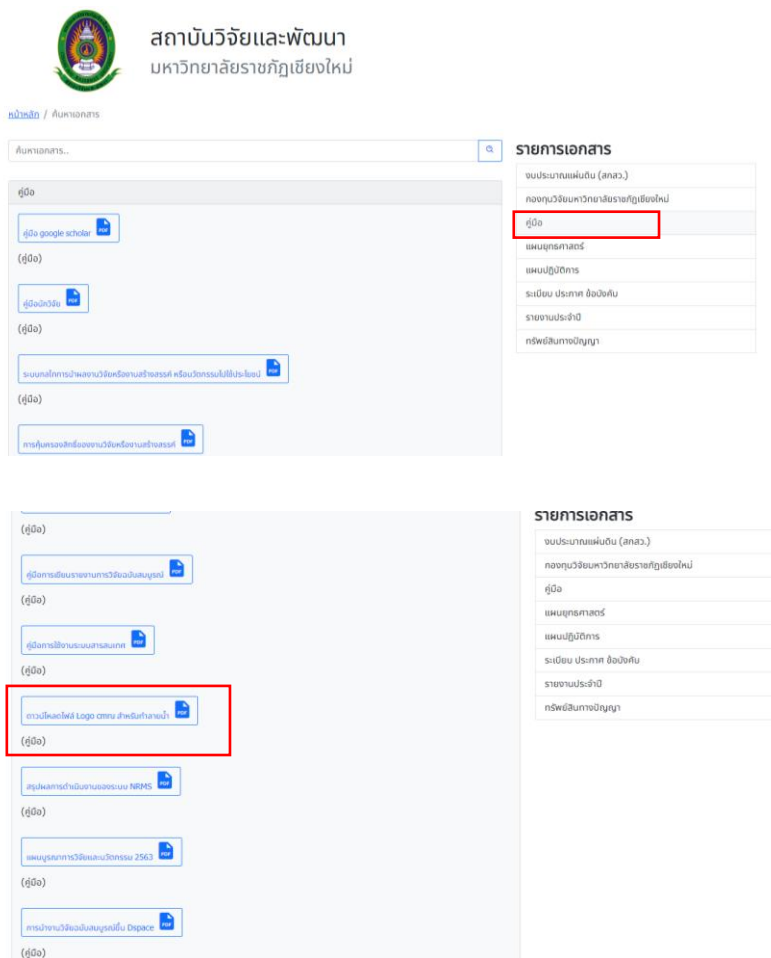 สถาบันวิจัยและพัฒนา
มหาวิทยาลัยราชภัฏเชียงใหม่
หน้าหลัก / ค้นหาเอกสาร
ค้นหาเอกสาร..
คู่มือ
คู่มือ google scholar PDF
(คู่มือ)
คู่มือนักวิจัย PDF
(คู่มือ)
ระบบกลไกการนำผลงานวิจัยหรืองานสร้างสรรค์ หรือนวัตกรรมไปใช้ประโยชน์ PDF
(คู่มือ)
การคุ้มครองสิทธิ์ของงานวิจัยหรืองานสร้างสรรค์ PDF
รายการเอกสาร
งบประมาณแผ่นดิน (สกสว.)
กองทุนวิจัยมหาวิทยาลัยราชภัฏเชียงใหม่
คู่มือ
แผนยุทธศาสตร์
แผนปฏิบัติการ
ระเบียบ ประกาศ ข้อบังคับ
รายงานประจำปี
ทรัพย์สินทางปัญญา
(คู่มือ)
คู่มือการเขียนรายงานการวิจัยฉบับสมบูรณ์ PDF
(คู่มือ)
คู่มือการใช้งานระบบสารสนเทศ PDF
(คู่มือ)
ดาวน์โหลดไฟล์ Logo cmru สำหรับทำลายน้ำ PDF
(คู่มือ)
สรุปผลการดำเนินงานของระบบ NRMS PDF
(คู่มือ)
แผนบูรณาการวิจัยและนวัตกรรม 2563 PDF
(คู่มือ)
การนำงานวิจัยฉบับสมบูรณ์ขึ้น Dspace PDF
(คู่มือ)
รายการเอกสาร
งบประมาณแผ่นดิน (สกสว.)
กองทุนวิจัยมหาวิทยาลัยราชภัฏเชียงใหม่
คู่มือ
แผนยุทธศาสตร์
แผนปฏิบัติการ
ระเบียบ ประกาศ ข้อบังคับ
รายงานประจำปี
ทรัพย์สินทางปัญญา